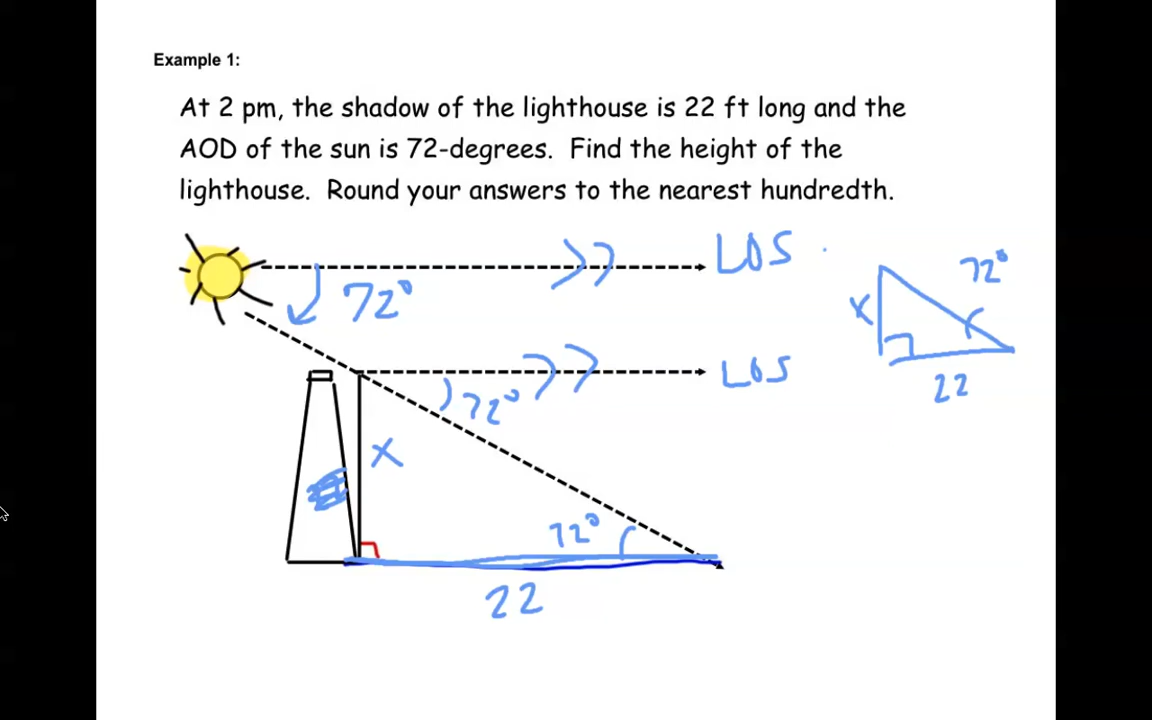 Example 1:
At 2 pm, the shadow of the lighthouse is 22 ft long and the
AOD of the sun is 72-degrees. Find the height of the
lighthouse. Round your answers to the nearest hundredth.
LOS
72°
72°
x
22
LOS
72°
x
72°
22